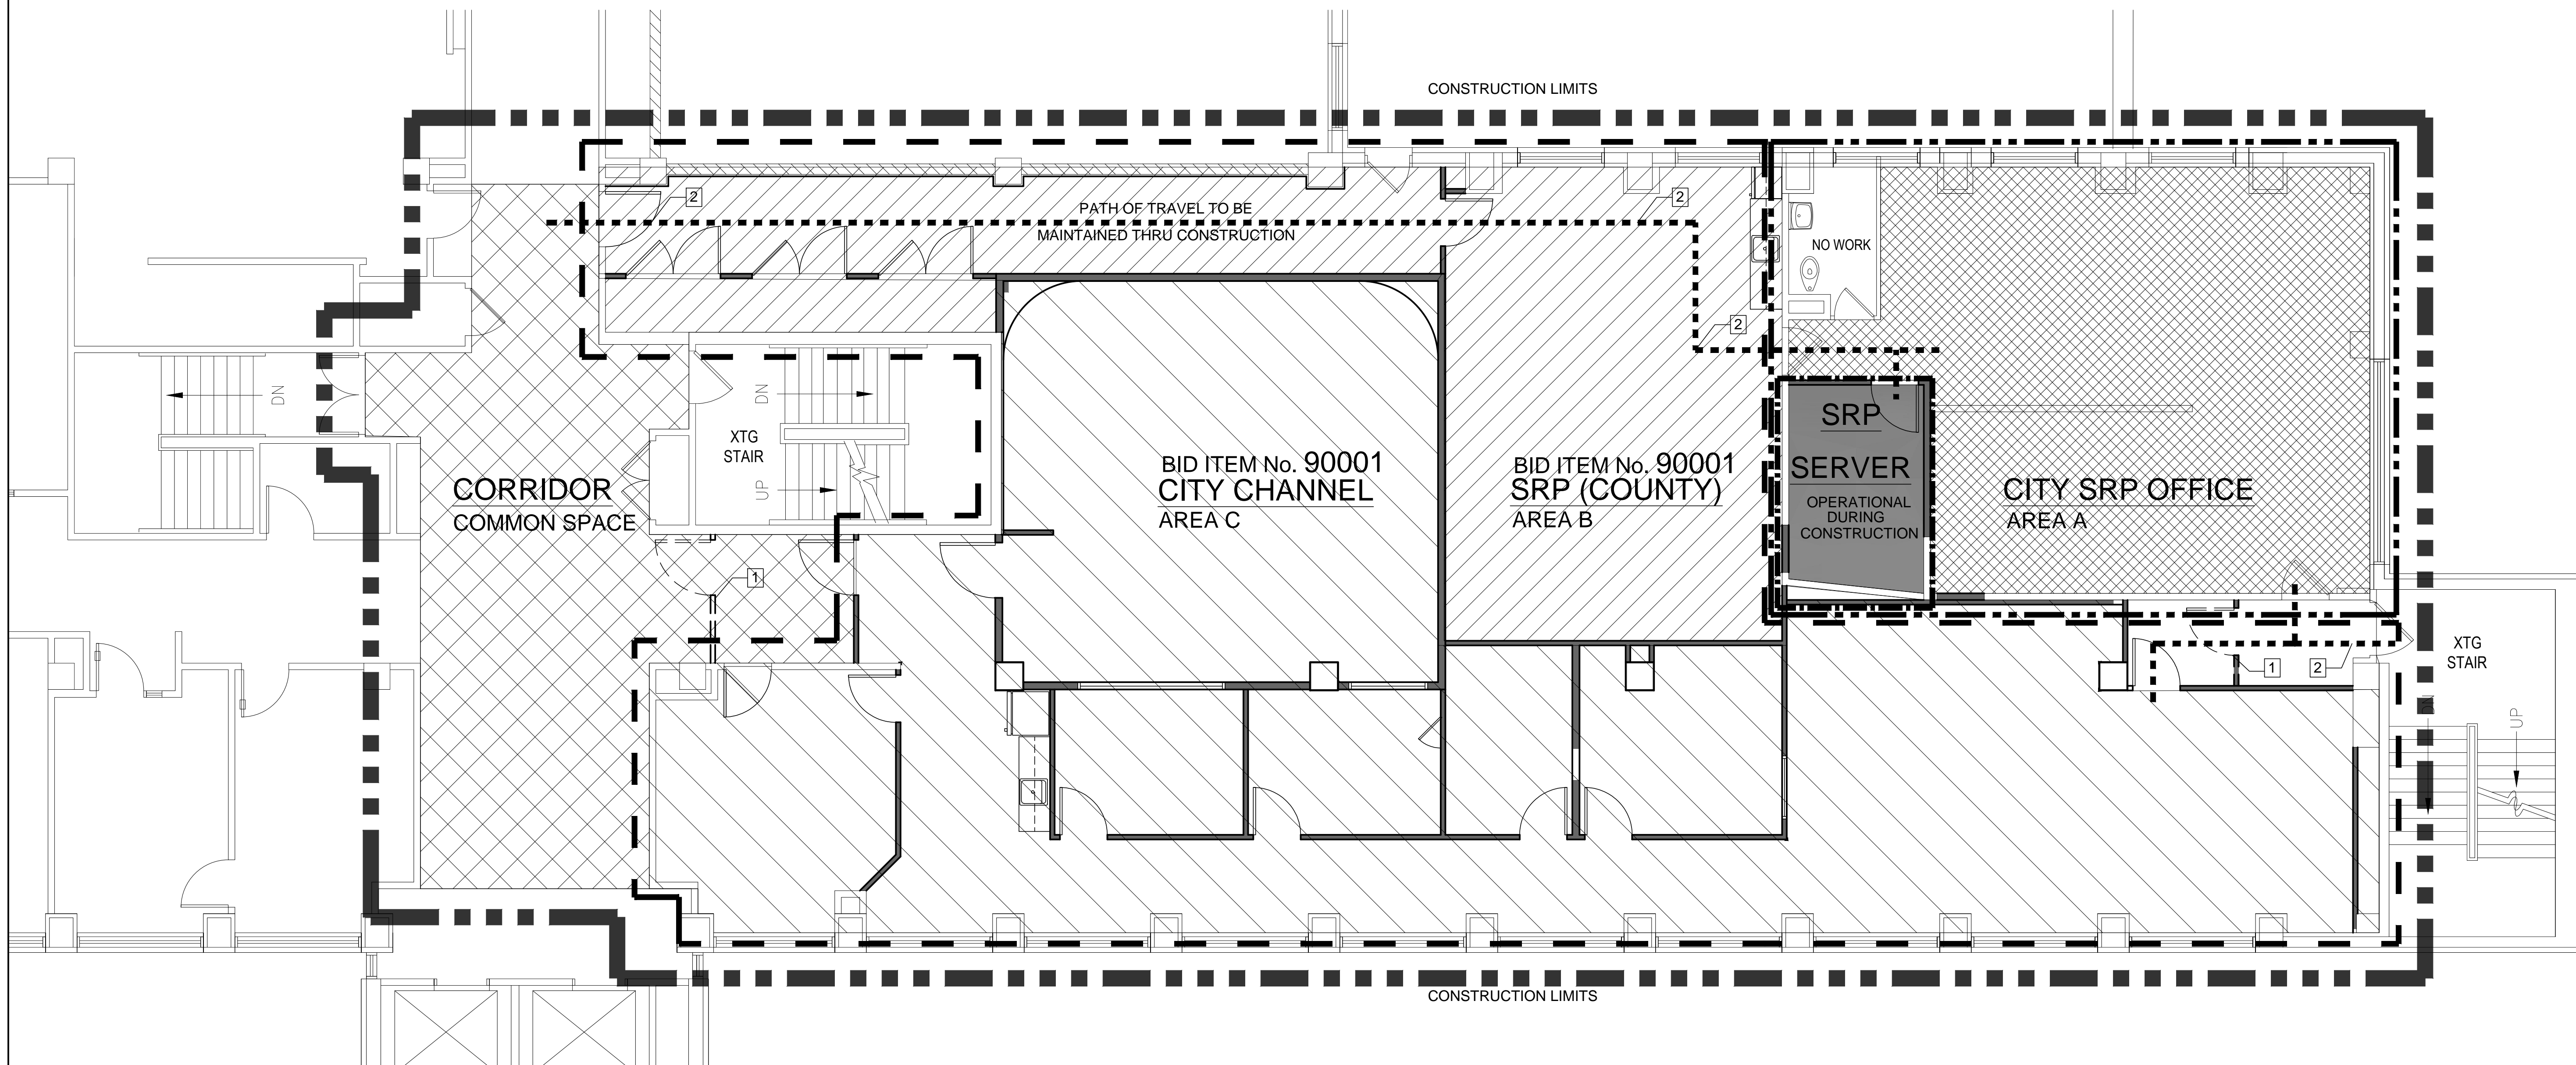 CONSTRUCTION LIMITS
2
PATH OF TRAVEL TO BE
MAINTAINED THRU CONSTRUCTION
2
NO WORK
2
DN
DN
UP
XTG
STAIR
CORRIDOR
COMMON SPACE
BID ITEM No. 90001
CITY CHANNEL
AREA C
BID ITEM No. 90001
SRP (COUNTY)
AREA B
SRP
SERVER
OPERATIONAL
DURING
CONSTRUCTION
CITY SRP OFFICE
AREA A
1
1
2
XTG
STAIR
DN
UP
CONSTRUCTION LIMITS